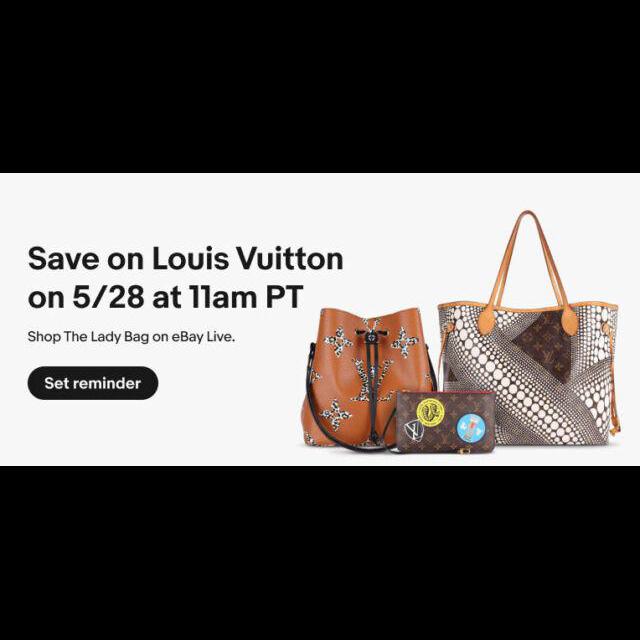 Save on Louis Vuitton
on 5/28 at 11am PT
Shop The Lady Bag on eBay Live.
Set reminder